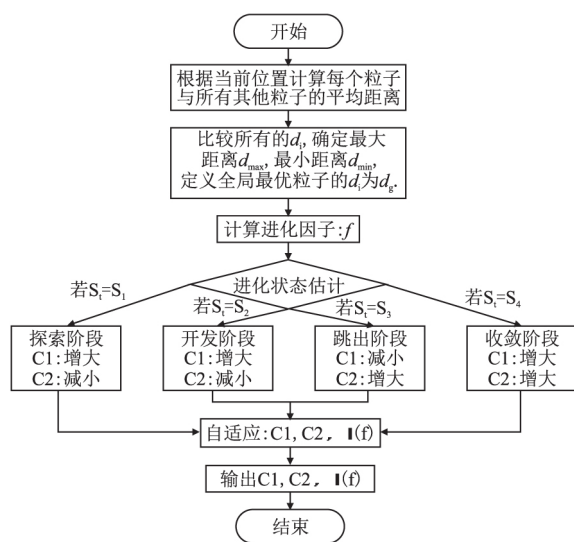 开始
根据当前位置计算每个粒子
与所有其他粒子的平均距离
比较所有的dᵢ, 确定最大
距离dmax, 最小距离dmin,
定义全局最优粒子的dᵢ为dg.
计算进化因子:f
进化状态估计
若St=S1
若St=S2
若St=S3
若St=S4
探索阶段
C1:增大
C2:减小
开发阶段
C1:增大
C2:减小
跳出阶段
C1:减小
C2:增大
收敛阶段
C1:增大
C2:增大
自适应:C1, C2, (f)
输出C1, C2, (f)
结束